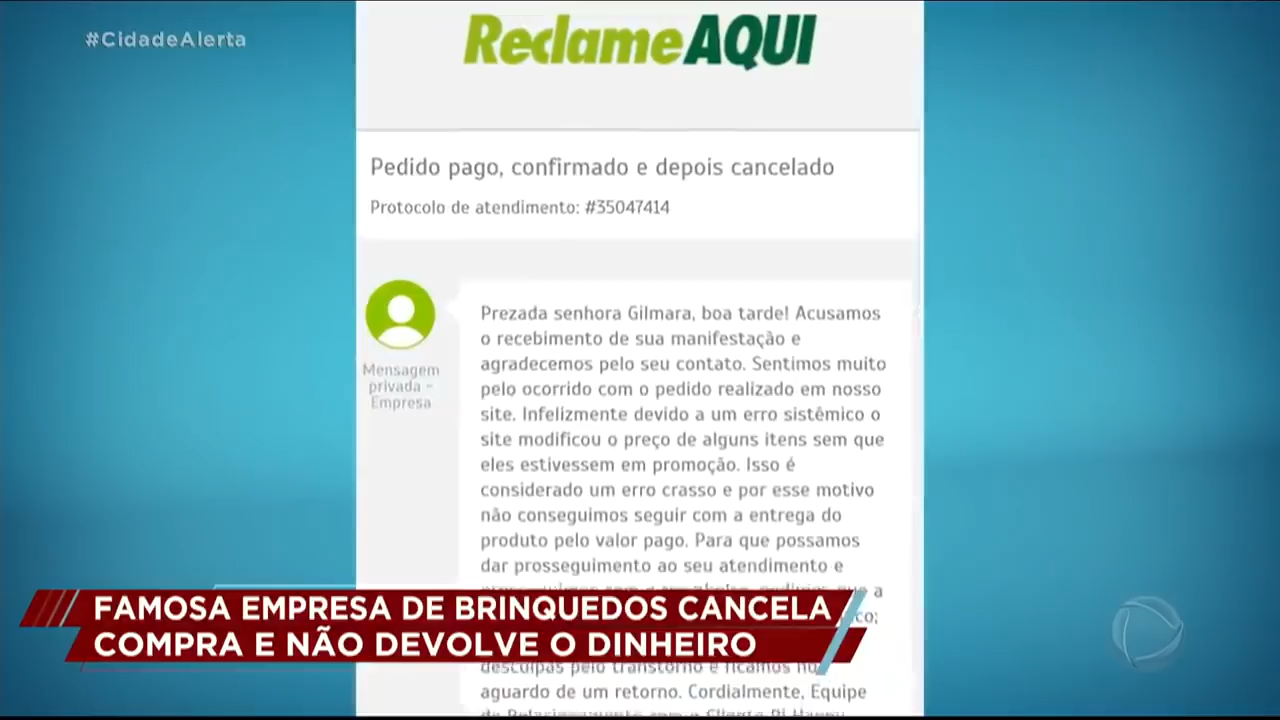 #CidadeAlerta
ReclameAQUI
Pedido pago, confirmado e depois cancelado
Protocolo de atendimento: #35047414
Mensagem
privada -
Empresa
Prezada senhora Gilmara, boa tarde! Acusamos
o recebimento de sua manifestação e
agradecemos pelo seu contato. Sentimos muito
pelo ocorrido com o pedido realizado em nosso
site. Infelizmente devido a um erro sistêmico o
site modificou o preço de alguns itens sem que
eles estivessem em promoção. Isso é
considerado um erro crasso e por esse motivo
não conseguimos seguir com a entrega do
produto pelo valor pago. Para que possamos
dar prosseguimento ao seu atendimento e
a
desculpas pelo transtorno e ficamos no
aguardo de um retorno. Cordialmente, Equipe
FAMOSA EMPRESA DE BRINQUEDOS CANCELA
COMPRA E NÃO DEVOLVE O DINHEIRO